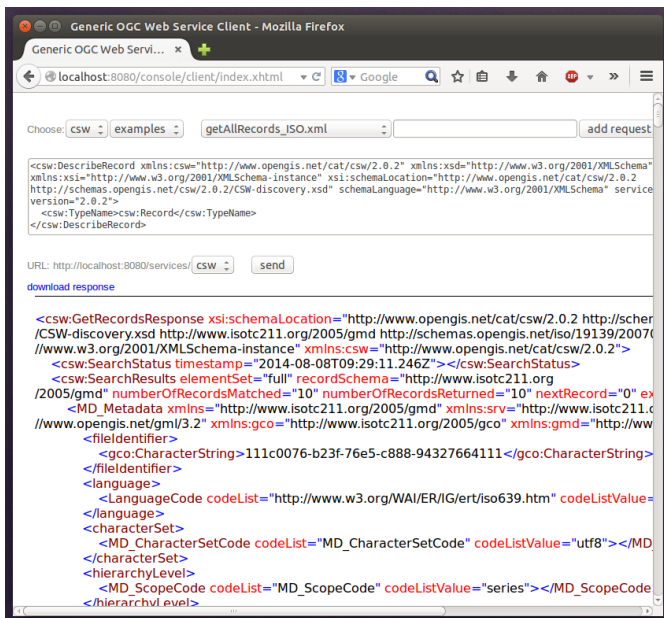 Generic OGC Web Service Client - Mozilla Firefox
Generic OGC Web Servi... ×
localhost:8080/console/client/index.xhtml Google
Choose: csw examples getAllRecords_ISO.xml add request
<csw:DescribeRecord xmlns:csw="http://www.opengis.net/cat/csw/2.0.2" xmlns:xsd="http://www.w3.org/2001/XMLSchema"
xmlns:xsi="http://www.w3.org/2001/XMLSchema-instance" xsi:schemaLocation="http://www.opengis.net/cat/csw/2.0.2
http://schemas.opengis.net/csw/2.0.2/CSW-discovery.xsd" schemaLanguage="http://www.w3.org/2001/XMLSchema" service
version="2.0.2">
<csw:TypeName>csw:Record</csw:TypeName>
</csw:DescribeRecord>
URL: http://localhost:8080/services/ csw send
download response
<csw:GetRecordsResponse xsi:schemaLocation="http://www.opengis.net/cat/csw/2.0.2 http://schem
/CSW-discovery.xsd http://www.isotc211.org/2005/gmd http://schemas.opengis.net/iso/19139/20070
//www.w3.org/2001/XMLSchema-instance" xmlns:csw="http://www.opengis.net/cat/csw/2.0.2">
<csw:SearchStatus timestamp="2014-08-08T09:29:11.246Z"></csw:SearchStatus>
<csw:SearchResults elementSet="full" recordSchema="http://www.isotc211.org
/2005/gmd" numberOfRecordsMatched="10" numberOfRecordsReturned="10" nextRecord="0" ex
<MD_Metadata xmlns="http://www.isotc211.org/2005/gmd" xmlns:srv="http://www.isotc211.o
//www.opengis.net/gml/3.2" xmlns:gco="http://www.isotc211.org/2005/gco" xmlns:gmd="http://ww
<fileIdentifier>
<gco:CharacterString>111c0076-b23f-76e5-c888-94327664111</gco:CharacterString>
</fileIdentifier>
<language>
<LanguageCode codeList="http://www.w3.org/WAI/ER/IG/ert/iso639.htm" codeListValue=
</language>
<characterSet>
<MD_CharacterSetCode codeList="MD_CharacterSetCode" codeListValue="utf8"></MD_
</characterSet>
<hierarchyLevel>
<MD_ScopeCode codeList="MD_ScopeCode" codeListValue="series"></MD_ScopeCode
</hierarchyLevel>